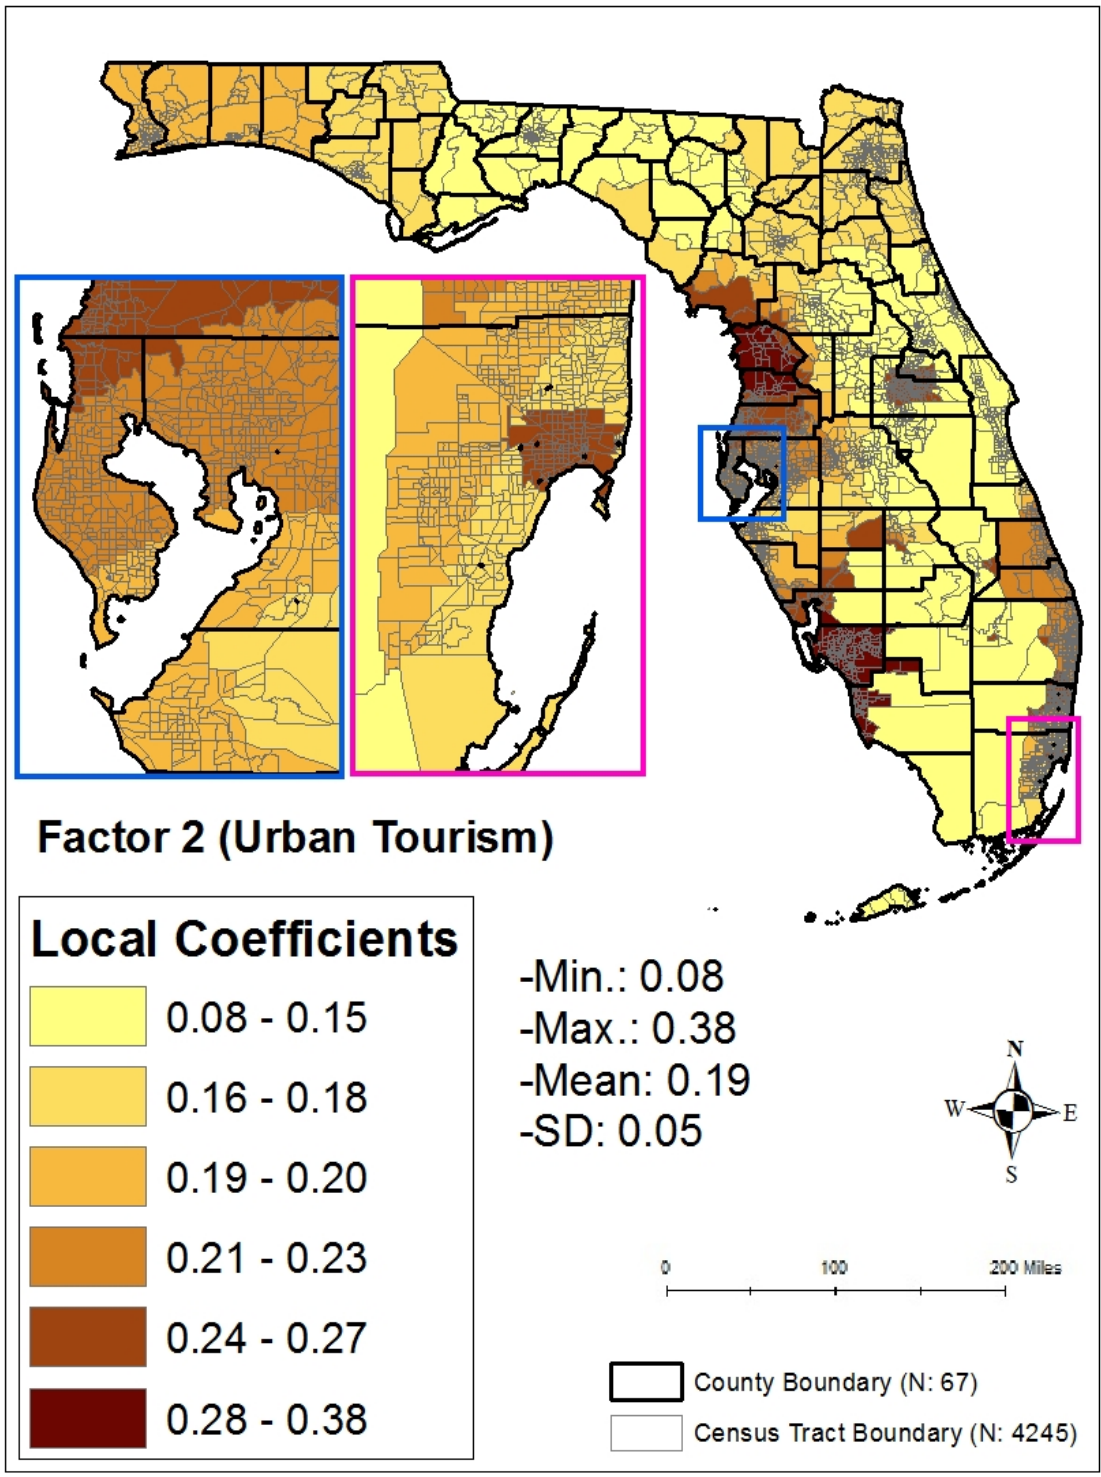 Factor 2 (Urban Tourism)
Local Coefficients
0.08 - 0.15
0.16 - 0.18
0.19 - 0.20
0.21 - 0.23
0.24 - 0.27
0.28 - 0.38
-Min.: 0.08
-Max.: 0.38
-Mean: 0.19
-SD: 0.05
N
W E
S
0 100 200 Miles
County Boundary (N: 67)
Census Tract Boundary (N: 4245)